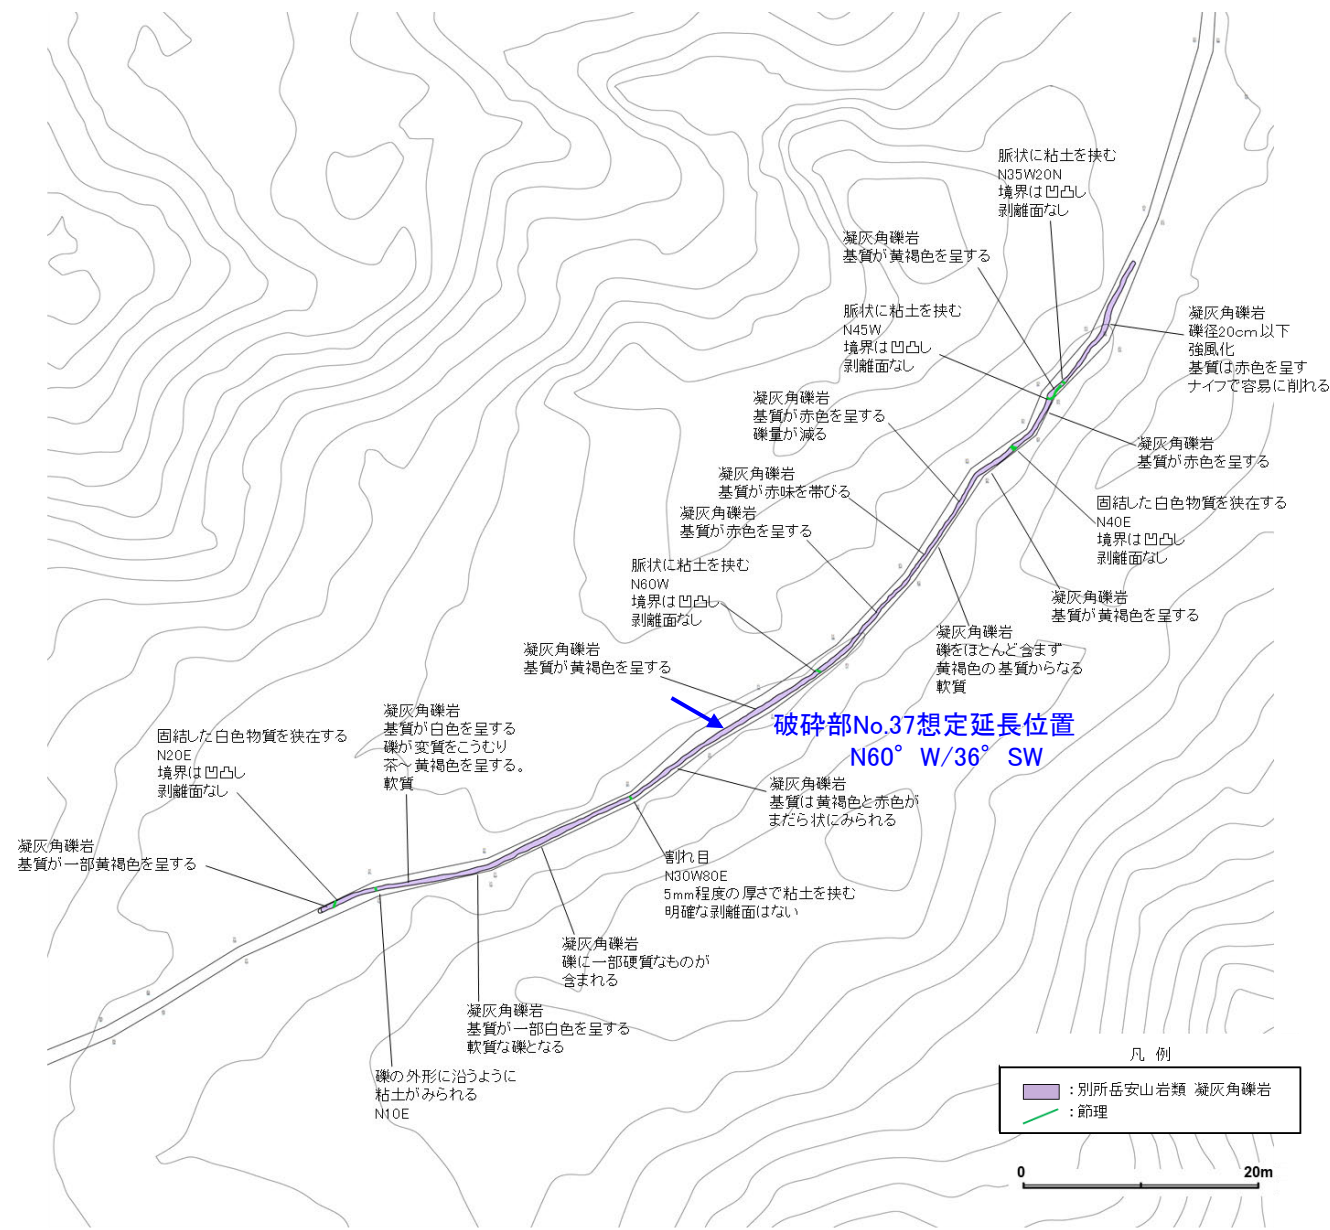 脈状に粘土を挟む
N35W20N
境界は凹凸し
剥離面なし
凝灰角礫岩
基質が黄褐色を呈する
脈状に粘土を挟む
N45W
境界は凹凸し
剥離面なし
凝灰角礫岩
礫径20cm以下
強風化
基質は赤色を呈す
ナイフで容易に削れる
凝灰角礫岩
基質が赤色を呈する
礫量が減る
凝灰角礫岩
基質が赤色を呈する
凝灰角礫岩
基質が赤味を帯びる
固結した白色物質を狭在する
N40E
境界は凹凸し
剥離面なし
凝灰角礫岩
基質が赤色を呈する
脈状に粘土を挟む
N60W
境界は凹凸し
剥離面なし
凝灰角礫岩
基質が黄褐色を呈する
凝灰角礫岩
礫をほとんど含まず
黄褐色の基質からなる
軟質
凝灰角礫岩
基質が黄褐色を呈する
破砕部No.37想定延長位置
N60°W/36°SW
凝灰角礫岩
基質が白色を呈する
礫が変質をこうむり
茶～黄褐色を呈する。
軟質
固結した白色物質を狭在する
N20E
境界は凹凸し
剥離面なし
凝灰角礫岩
基質は黄褐色と赤色が
まだら状にみられる
凝灰角礫岩
基質が一部黄褐色を呈する
割れ目
N30W80E
5mm程度の厚さで粘土を挟む
明確な剥離面はない
凝灰角礫岩
礫に一部硬質なものが
含まれる
凝灰角礫岩
基質が一部白色を呈する
軟質な礫となる
礫の外形に沿うように
粘土がみられる
N10E
凡 例
：別所岳安山岩類 凝灰角礫岩
：節理
0 20m